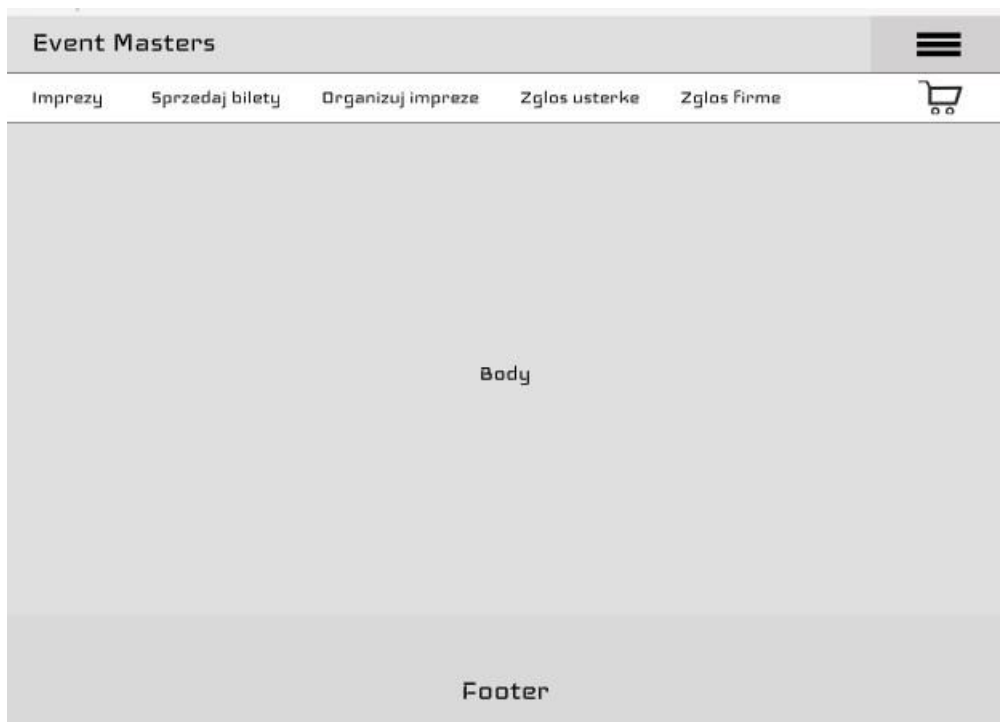 Event Masters
Imprezy Sprzedaj bilety Organizuj impreze Zglos usterke Zglos firme
Body
Footer